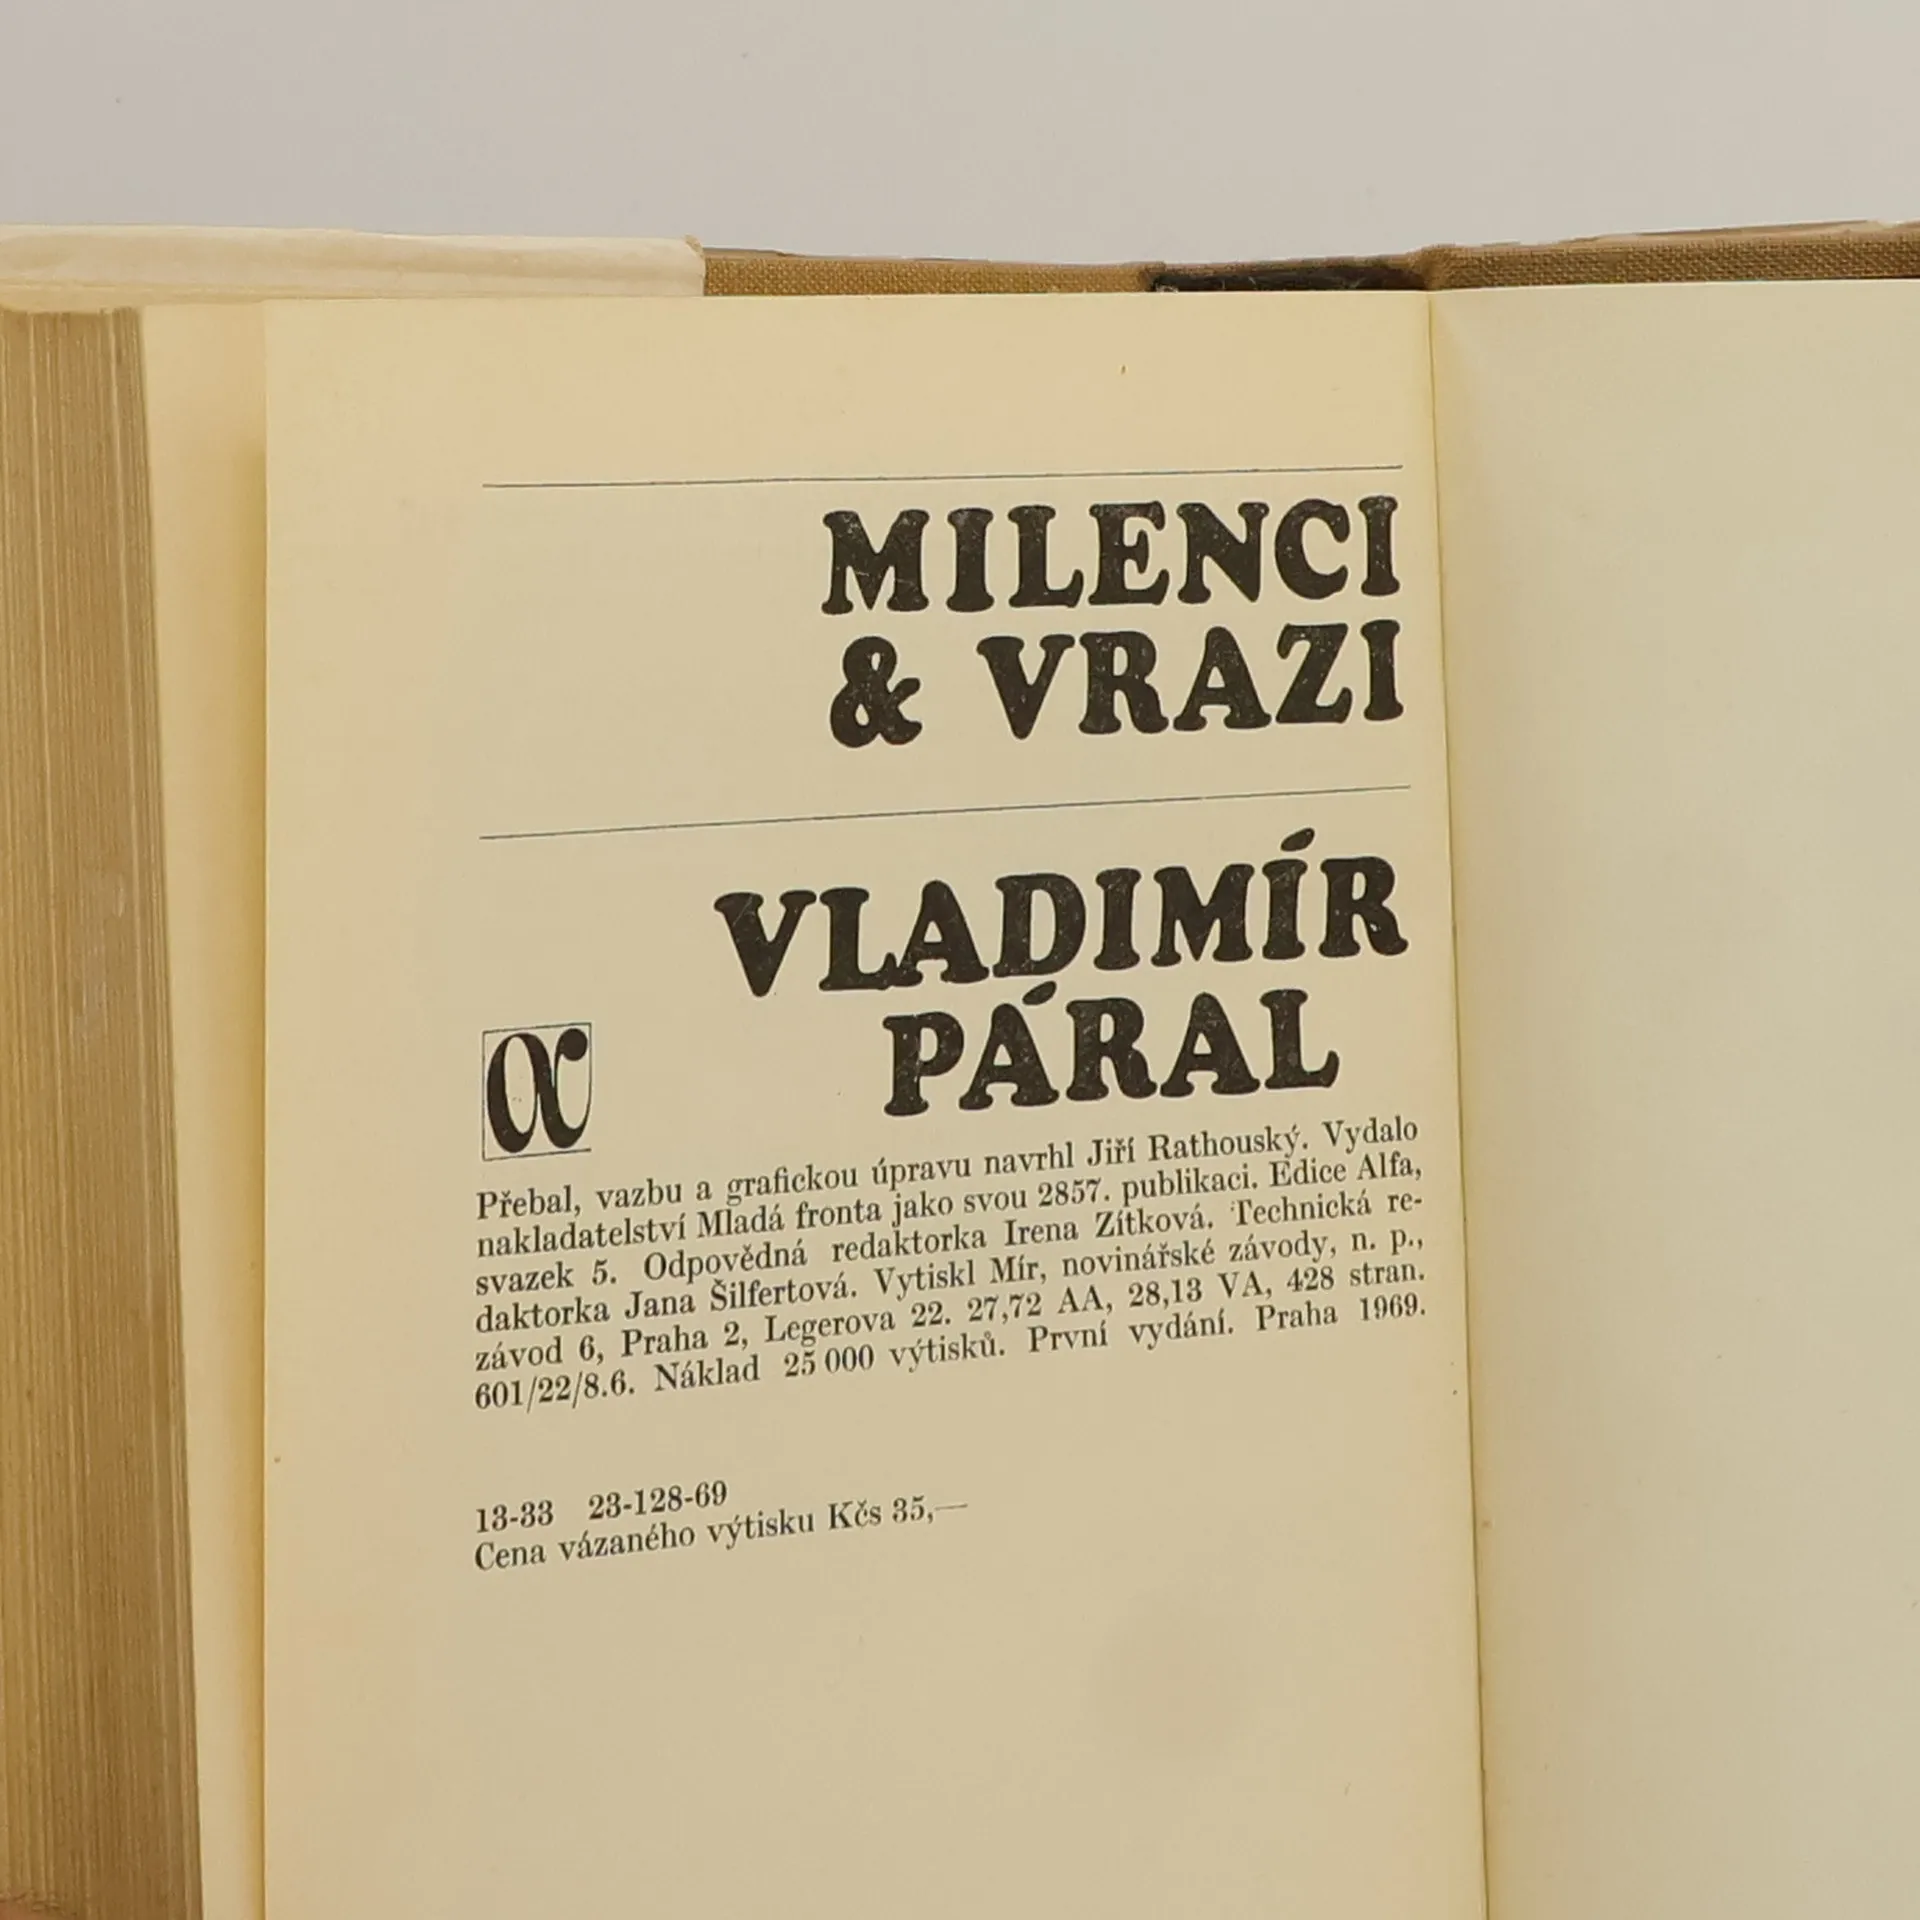 MILENCI
& VRAZI
VLADIMÍR
PÁRAL
α
Přebal, vazbu a grafickou úpravu navrhl Jiří Rathouský. Vydalo
nakladatelství Mladá fronta jako svou 2857. publikaci. Edice Alfa,
svazek 5. Odpovědná redaktorka Irena Zítková. Technická re-
daktorka Jana Šilfertová. Vytiskl Mír, novinářské závody, n. p.,
závod 6, Praha 2, Legerova 22. 27,72 AA, 28,13 VA, 428 stran.
601/22/8.6. Náklad 25 000 výtisků. První vydání. Praha 1969.
13-33 23-128-69
Cena vázaného výtisku Kčs 35,—